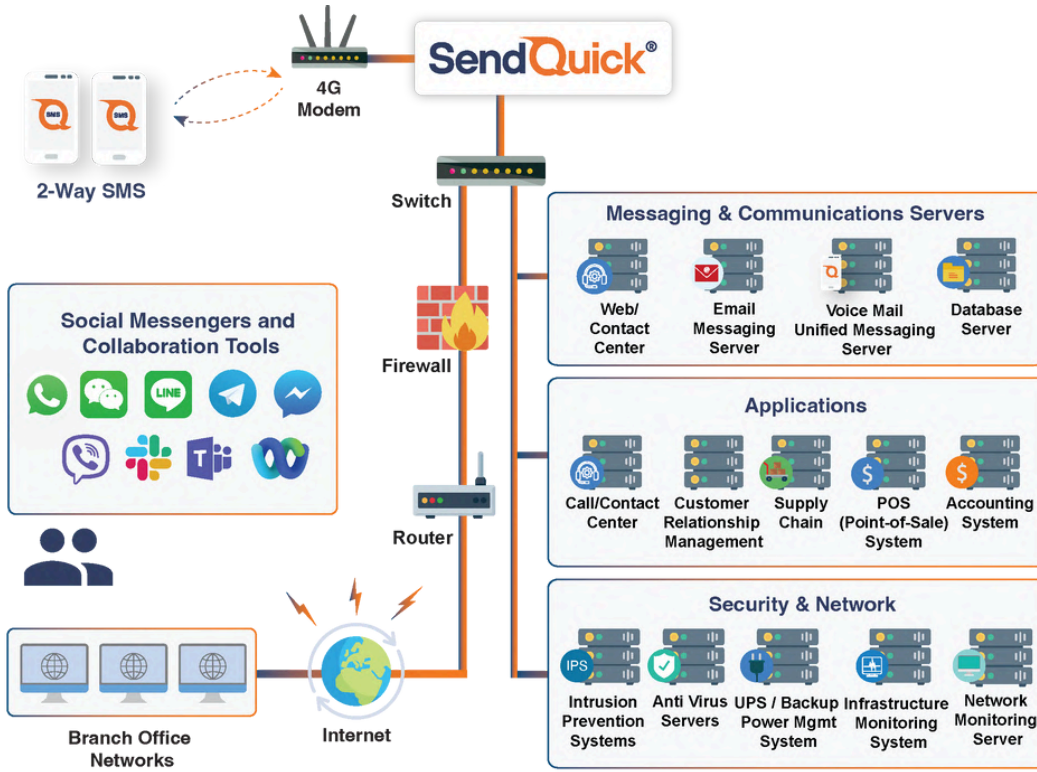 SendQuick®
4G
Modem
SMS
SMS
2-Way SMS
Switch
Messaging & Communications Servers
Web/
Contact
Center
Email
Messaging
Server
Voice Mail
Unified Messaging
Server
Database
Server
Social Messengers and
Collaboration Tools
LINE
T
Firewall
Applications
Call/Contact
Center
Customer
Relationship
Management
Supply
Chain
$
POS
(Point-of-Sale)
System
$
Accounting
System
Router
Security & Network
IPS
Intrusion
Prevention
Systems
Anti Virus
Servers
UPS / Backup
Power Mgmt
System
Infrastructure
Monitoring
System
Network
Monitoring
Server
Branch Office
Networks
Internet